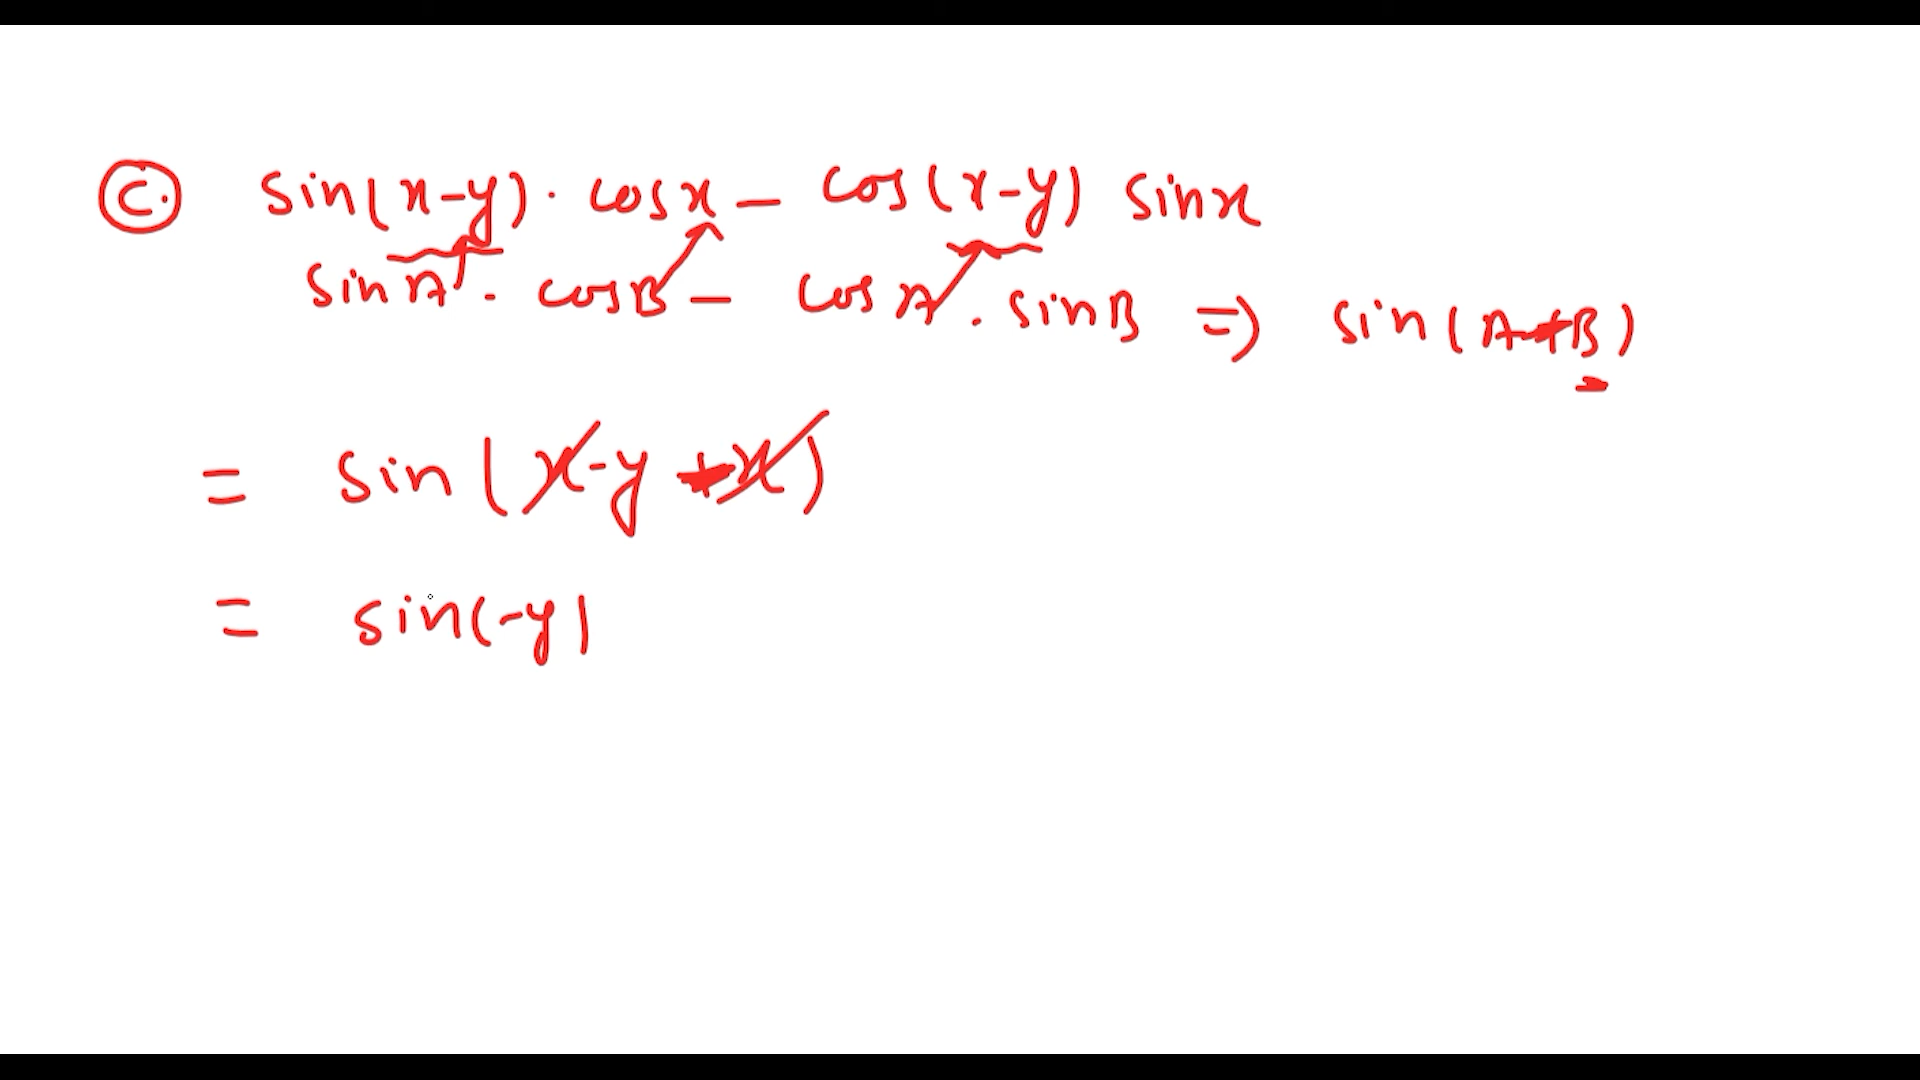 C. sin(x-y). cosx - cos(x-y) sinx
sinA. cosB - cosA. sinB => sin(A-B)
= sin(x-y-x)
= sin(-y)